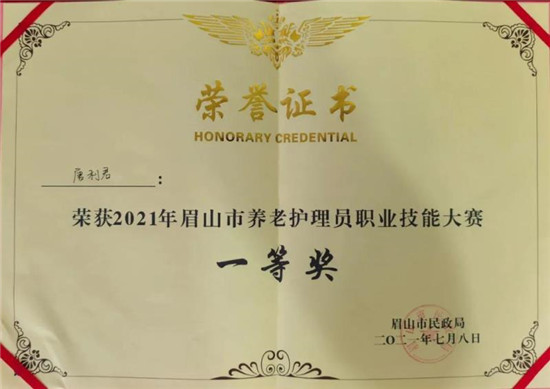 荣誉证书
HONORARY CREDENTIAL
唐利君：
荣获2021年眉山市养老护理员职业技能大赛
一等奖
眉山市民政局
二〇二一年七月八日